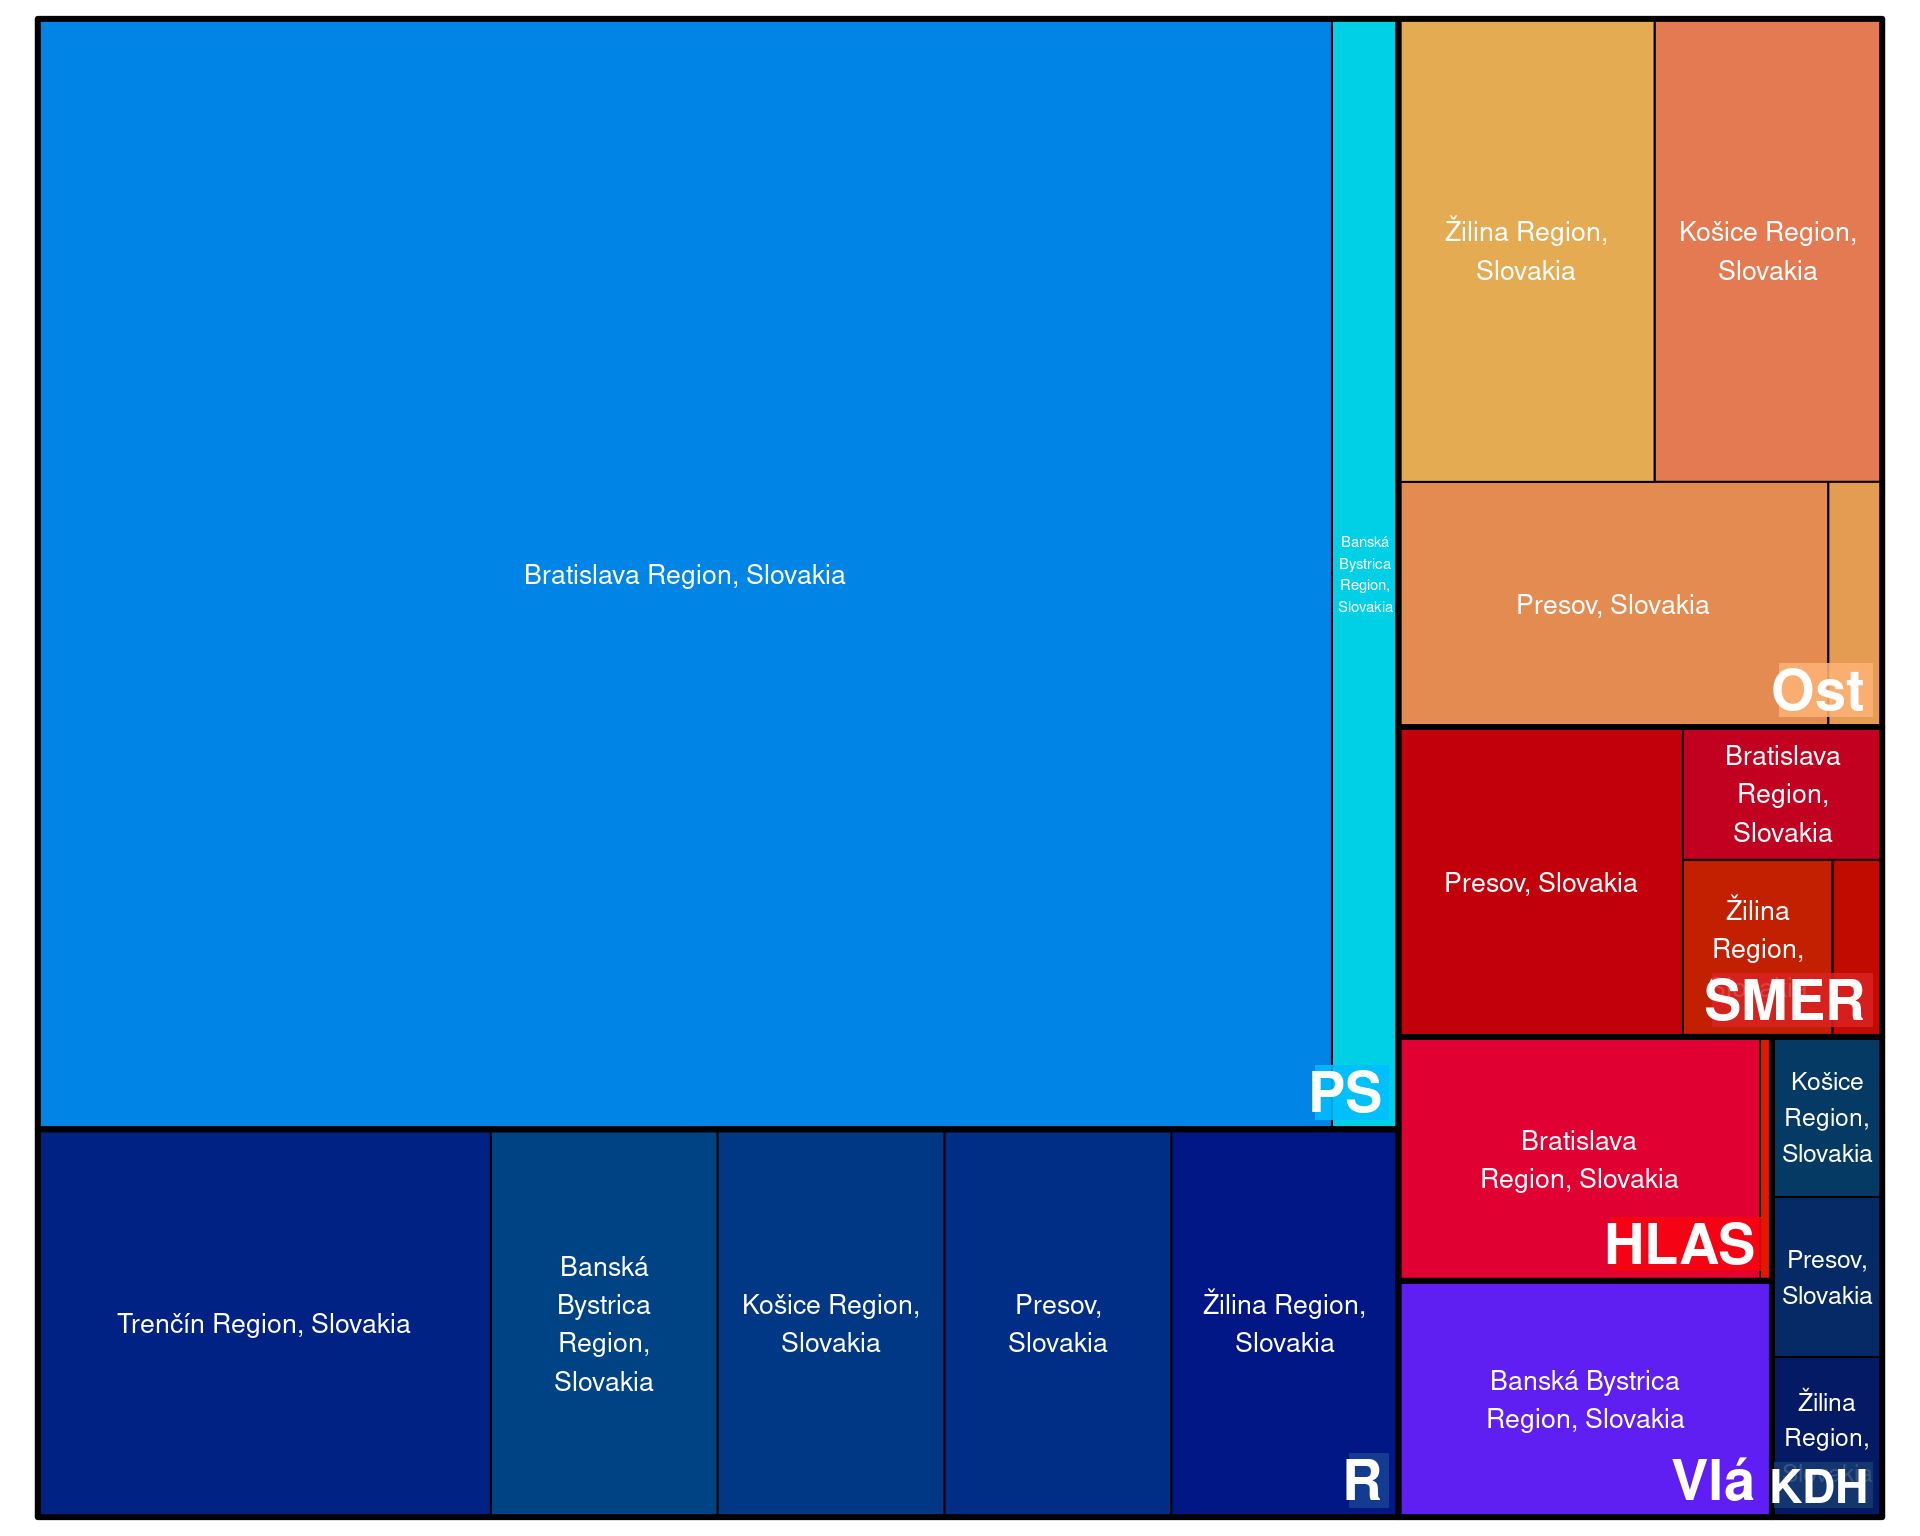 Bratislava Region, Slovakia
Banská
Bystrica
Region,
Slovakia
PS
Žilina Region,
Slovakia
Košice Region,
Slovakia
Presov, Slovakia
Ost
Presov, Slovakia
Bratislava
Region,
Slovakia
Žilina
Region,
SMER
Bratislava
Region, Slovakia
HLAS
Košice
Region,
Slovakia
Presov,
Slovakia
Žilina
Region,
Slovakia
KDH
Banská Bystrica
Region, Slovakia
Vlá
Trenčín Region, Slovakia
Banská
Bystrica
Region,
Slovakia
Košice Region,
Slovakia
Presov,
Slovakia
Žilina Region,
Slovakia
R